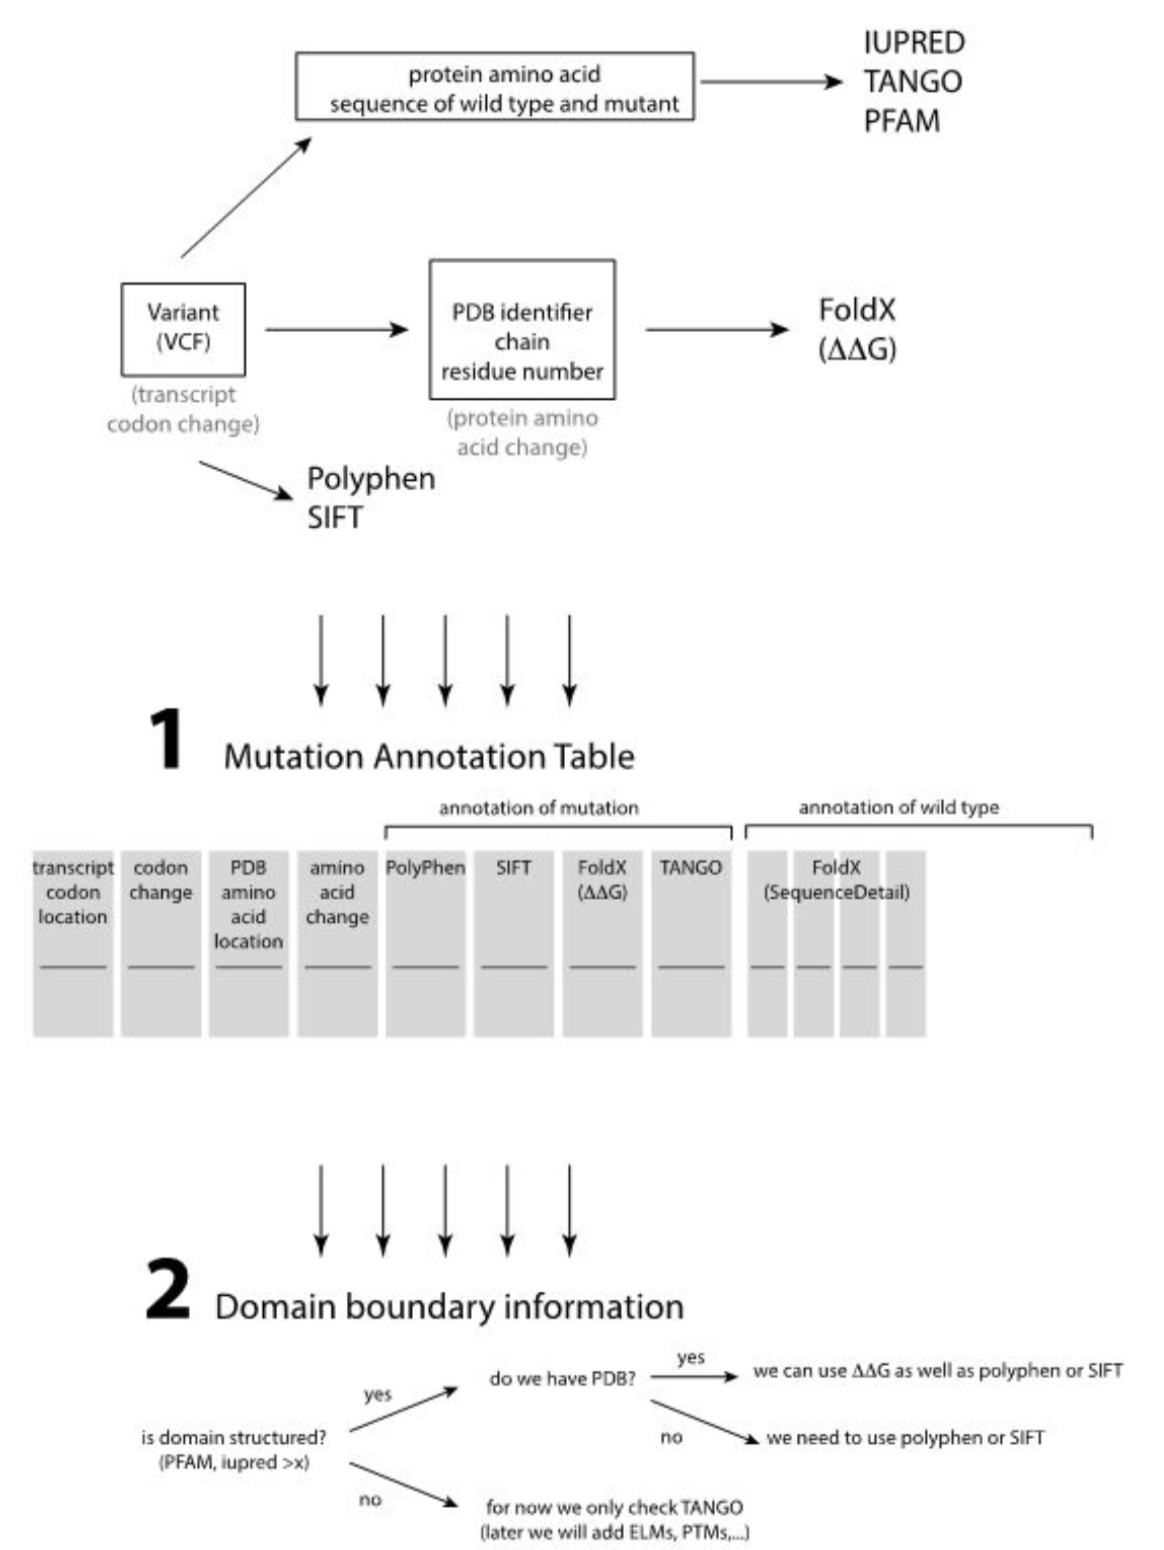 IUPRED
TANGO
PFAM
protein amino acid
sequence of wild type and mutant
Variant
(VCF)
(transcript
codon change)
PDB identifier
chain
residue number
(protein amino
acid change)
FoldX
(ΔΔG)
Polyphen
SIFT
1 Mutation Annotation Table
annotation of mutation
annotation of wild type
transcript
codon
location
codon
change
PDB
amino
acid
location
amino
acid
change
PolyPhen
SIFT
FoldX
(ΔΔG)
TANGO
FoldX
(SequenceDetail)
2 Domain boundary information
is domain structured?
(PFAM, iupred >x)
yes
do we have PDB?
yes
we can use ΔΔG as well as polyphen or SIFT
no
we need to use polyphen or SIFT
no
for now we only check TANGO
(later we will add ELMs, PTMs,...)